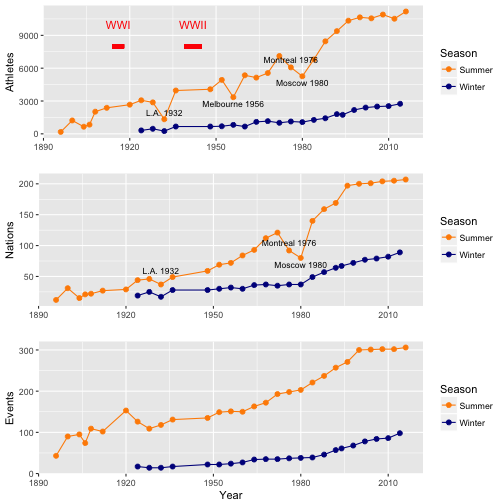 WWI
WWII
Athletes
9000
6000
3000
0
Montreal 1976
Moscow 1980
Melbourne 1956
L.A. 1932
1890
1920
1950
1980
2010
Season
Summer
Winter
Nations
200
150
100
50
Montreal 1976
Moscow 1980
L.A. 1932
1890
1920
1950
1980
2010
Season
Summer
Winter
Events
300
200
100
0
1890
1920
1950
1980
2010
Year
Season
Summer
Winter